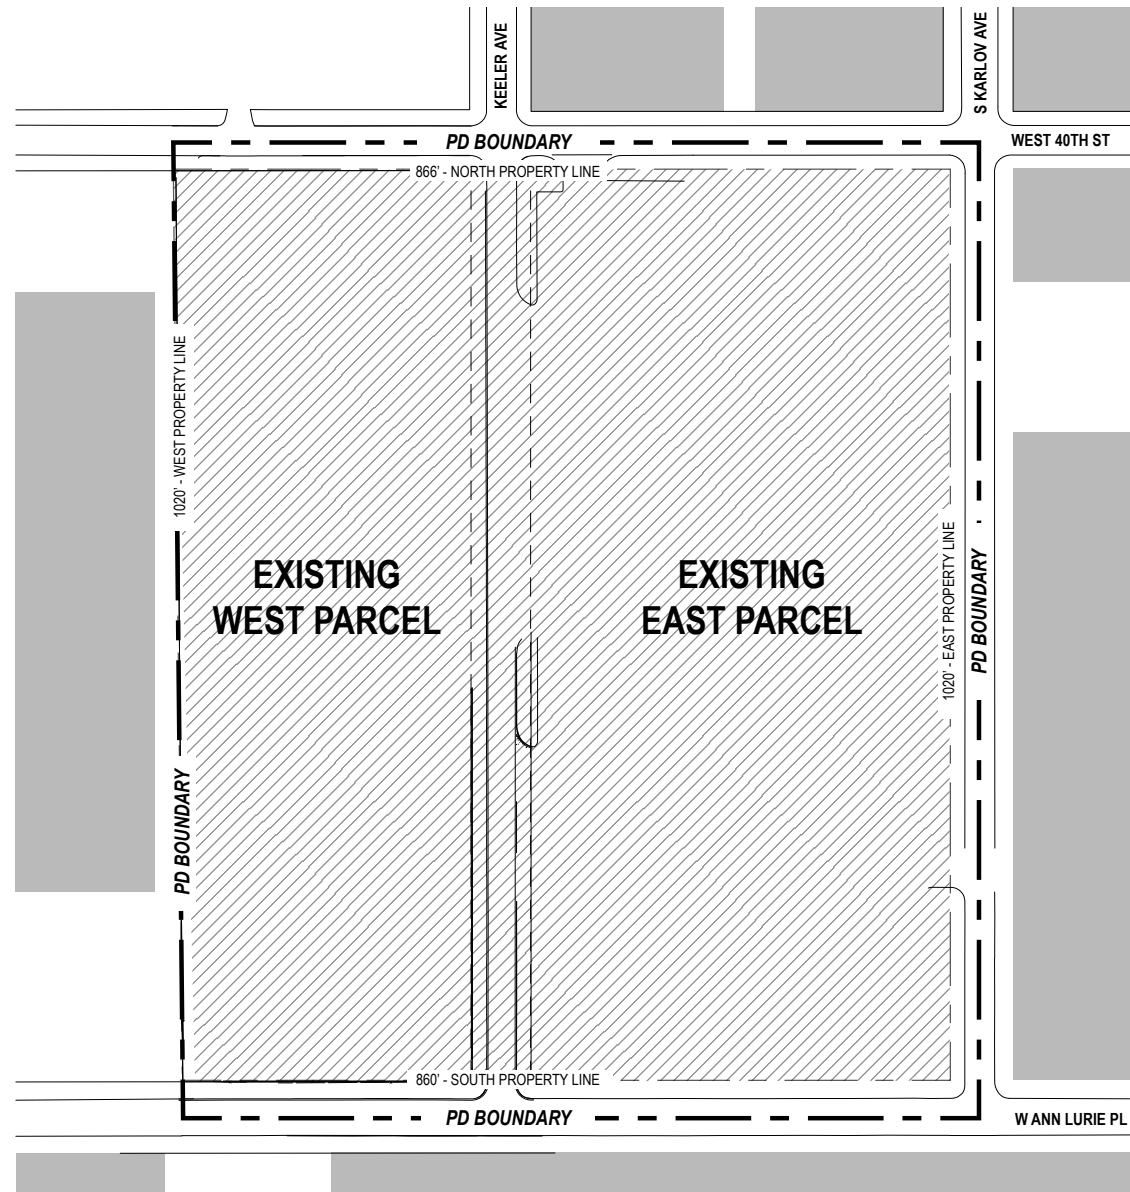 KEELER AVE
S KARLOV AVE
PD BOUNDARY
WEST 40TH ST
866' - NORTH PROPERTY LINE
1020' - WEST PROPERTY LINE
EXISTING
WEST PARCEL
EXISTING
EAST PARCEL
1020' - EAST PROPERTY LINE
PD BOUNDARY
PD BOUNDARY
860' - SOUTH PROPERTY LINE
PD BOUNDARY
W ANN LURIE PL